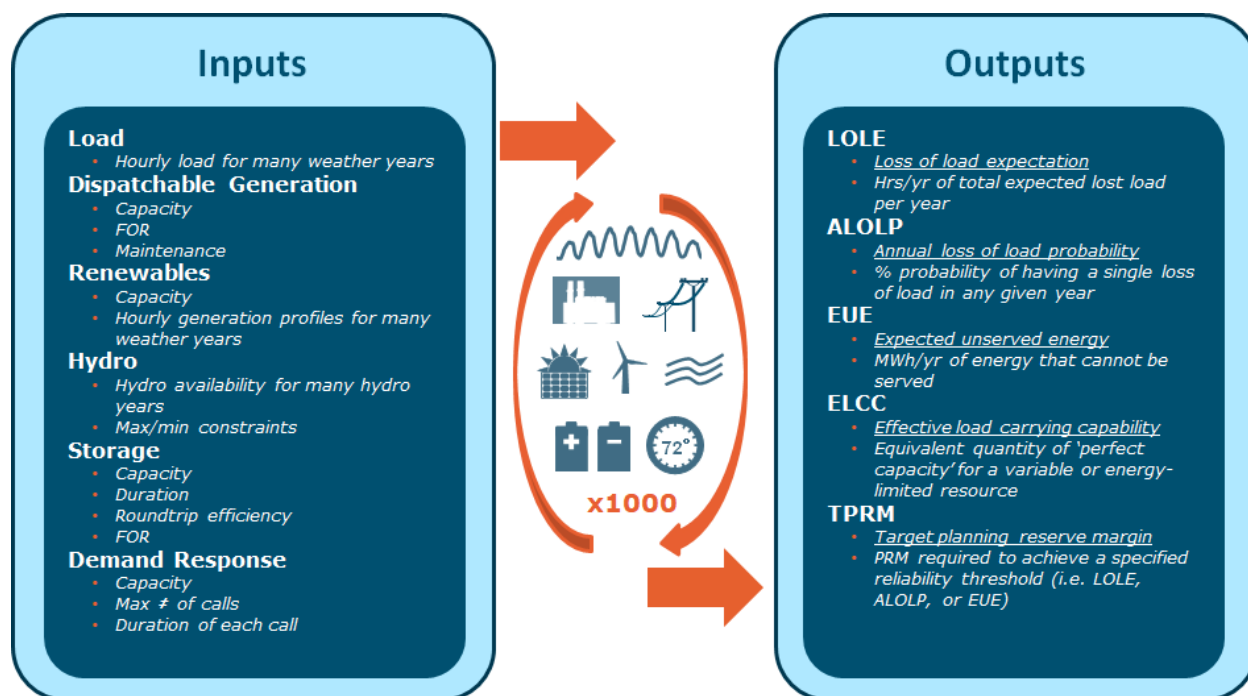 Inputs
Load
• Hourly load for many weather years
Dispatchable Generation
• Capacity
• FOR
• Maintenance
Renewables
• Capacity
• Hourly generation profiles for many
weather years
Hydro
• Hydro availability for many hydro
years
• Max/min constraints
Storage
• Capacity
• Duration
• Roundtrip efficiency
• FOR
Demand Response
• Capacity
• Max # of calls
• Duration of each call
72°
x1000
Outputs
LOLE
• Loss of load expectation
• Hrs/yr of total expected lost load
per year
ALOLP
• Annual loss of load probability
• % probability of having a single loss
of load in any given year
EUE
• Expected unserved energy
• MWh/yr of energy that cannot be
served
ELCC
• Effective load carrying capability
• Equivalent quantity of ‘perfect
capacity’ for a variable or energy-
limited resource
TPRM
• Target planning reserve margin
• PRM required to achieve a specified
reliability threshold (i.e. LOLE,
ALOLP, or EUE)